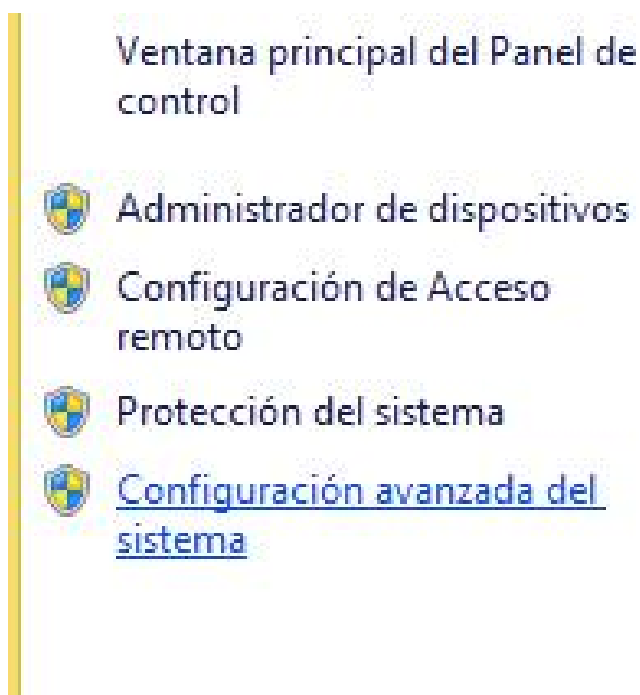 Ventana principal del Panel de
control
Administrador de dispositivos
Configuración de Acceso
remoto
Protección del sistema
Configuración avanzada del
sistema